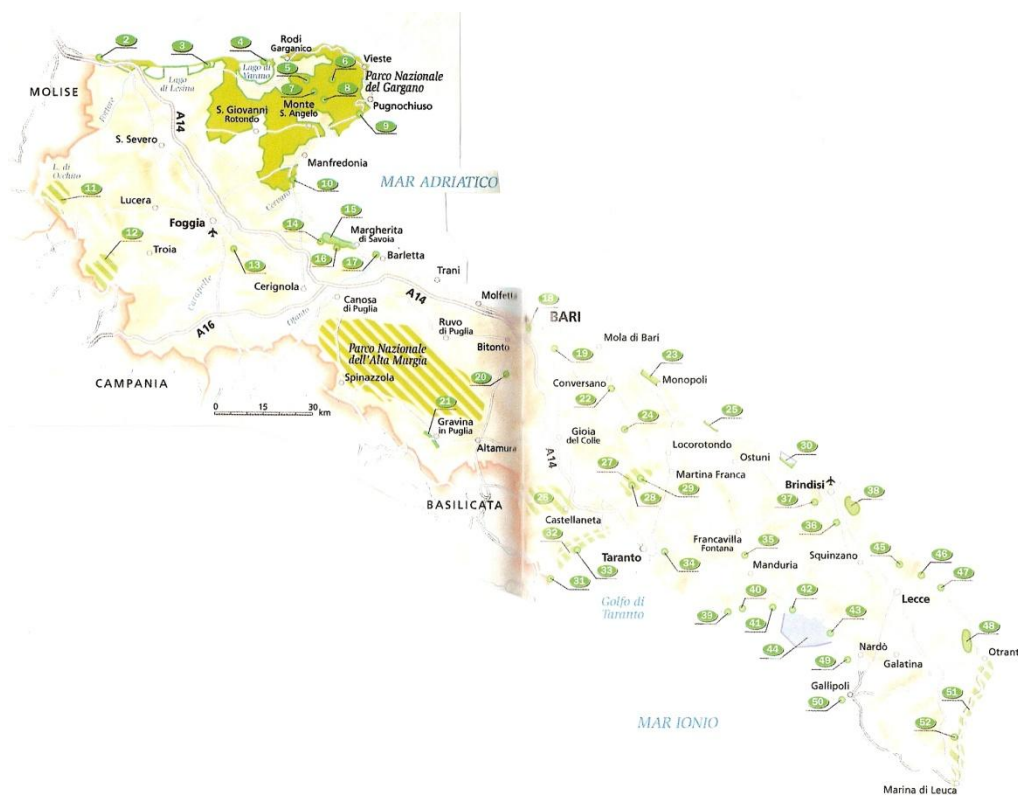 2
3
4
Rodi
Garganico
Vieste
5
6
Lago
di Lesina
Lago di
Varano
Parco Nazionale
del Gargano
MOLISE
7
8
Pugnochiuso
S. Giovanni
Rotondo
Monte
S. Angelo
A14
9
Fortore
S. Severo
Manfredonia
MAR ADRIATICO
10
L. di
Occhito
11
Cervaro
Lucera
Foggia
14
15
Margherita
di Savoia
12
Troia
13
16
17
Barletta
Cerignola
Trani
Carapelle
Ofanto
Canosa
di Puglia
A14
Molfetta
18
BARI
A16
Ruvo
di Puglia
Bitonto
19
Mola di Bari
Parco Nazionale
dell'Alta Murgia
23
CAMPANIA
Spinazzola
20
Conversano
22
Monopoli
0 15 30
km
21
Gravina
in Puglia
24
25
Gioia
del Colle
Altamura
A14
Locorotondo
Ostuni
30
27
Martina Franca
Brindisi
BASILICATA
26
28
29
37
38
Castellaneta
36
32
Francavilla
Fontana
35
Squinzano
45
46
Taranto
33
34
Manduria
31
47
Golfo di
Taranto
Lecce
39
40
41
42
43
44
48
Nardò
Galatina
Otrant
49
Gallipoli
50
51
MAR IONIO
52
Marina di Leuca